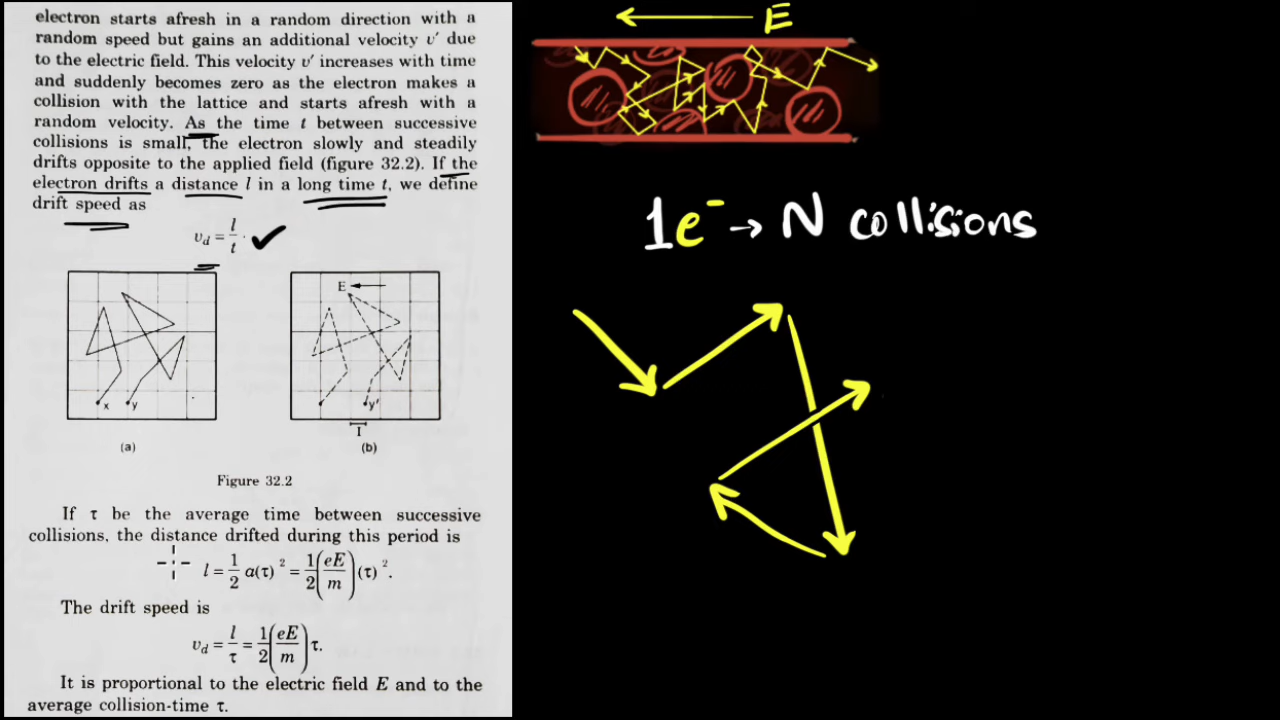 electron starts afresh in a random direction with a
random speed but gains an additional velocity υ′ due
to the electric field. This velocity υ′ increases with time
and suddenly becomes zero as the electron makes a
collision with the lattice and starts afresh with a
random velocity. As the time t between successive
collisions is small, the electron slowly and steadily
drifts opposite to the applied field (figure 32.2). If the
electron drifts a distance l in a long time t, we define
drift speed as
υd = l/t ·
E
x y
y′
I
(a) (b)
Figure 32.2
If τ be the average time between successive
collisions, the distance drifted during this period is
l = 1/2 a(τ)² = 1/2(eE/m)(τ)².
The drift speed is
υd = l/τ = 1/2(eE/m)τ.
It is proportional to the electric field E and to the
average collision-time τ.
E
1e⁻ → N collisions